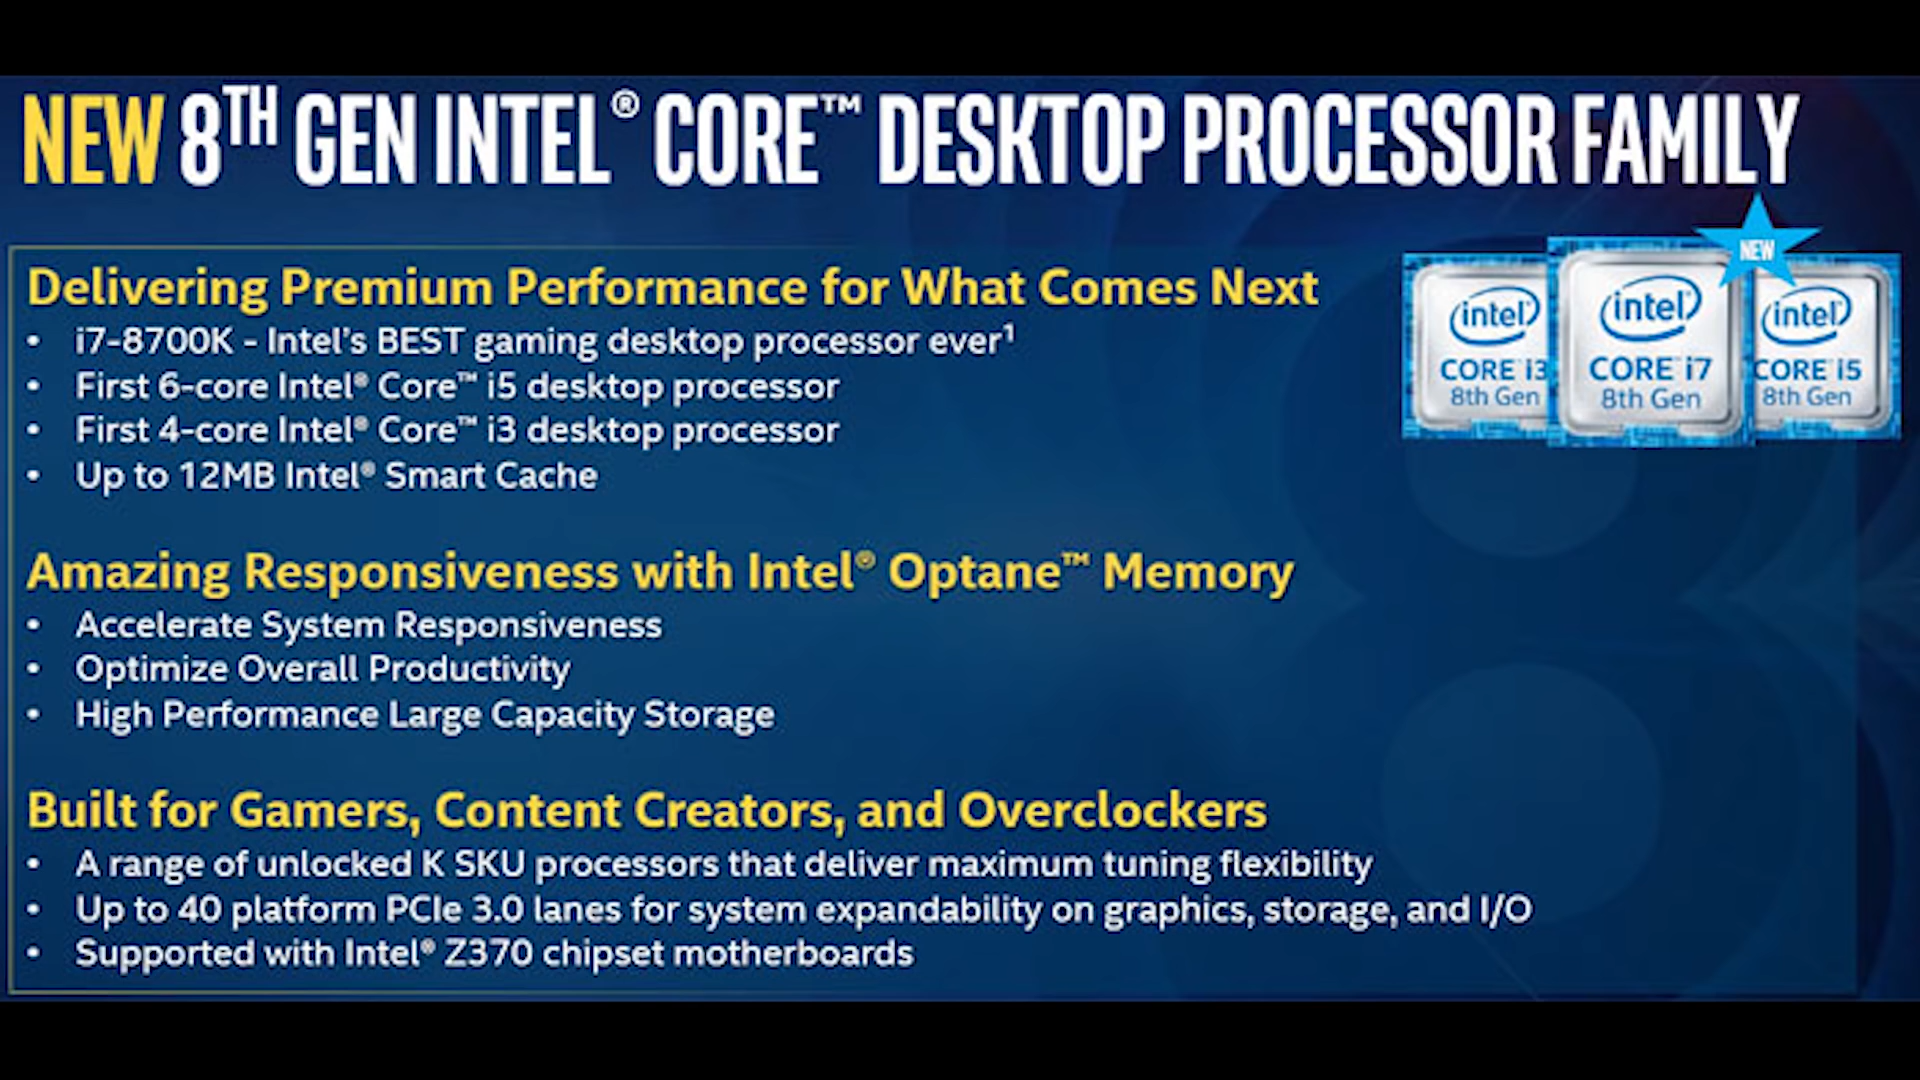 NEW 8TH GEN INTEL® CORE™ DESKTOP PROCESSOR FAMILY
NEW
Delivering Premium Performance for What Comes Next
• i7-8700K - Intel's BEST gaming desktop processor ever¹
• First 6-core Intel® Core™ i5 desktop processor
• First 4-core Intel® Core™ i3 desktop processor
• Up to 12MB Intel® Smart Cache
intel
CORE i3
8th Gen
intel
CORE i7
8th Gen
intel
CORE i5
8th Gen
Amazing Responsiveness with Intel® Optane™ Memory
• Accelerate System Responsiveness
• Optimize Overall Productivity
• High Performance Large Capacity Storage
Built for Gamers, Content Creators, and Overclockers
• A range of unlocked K SKU processors that deliver maximum tuning flexibility
• Up to 40 platform PCIe 3.0 lanes for system expandability on graphics, storage, and I/O
• Supported with Intel® Z370 chipset motherboards